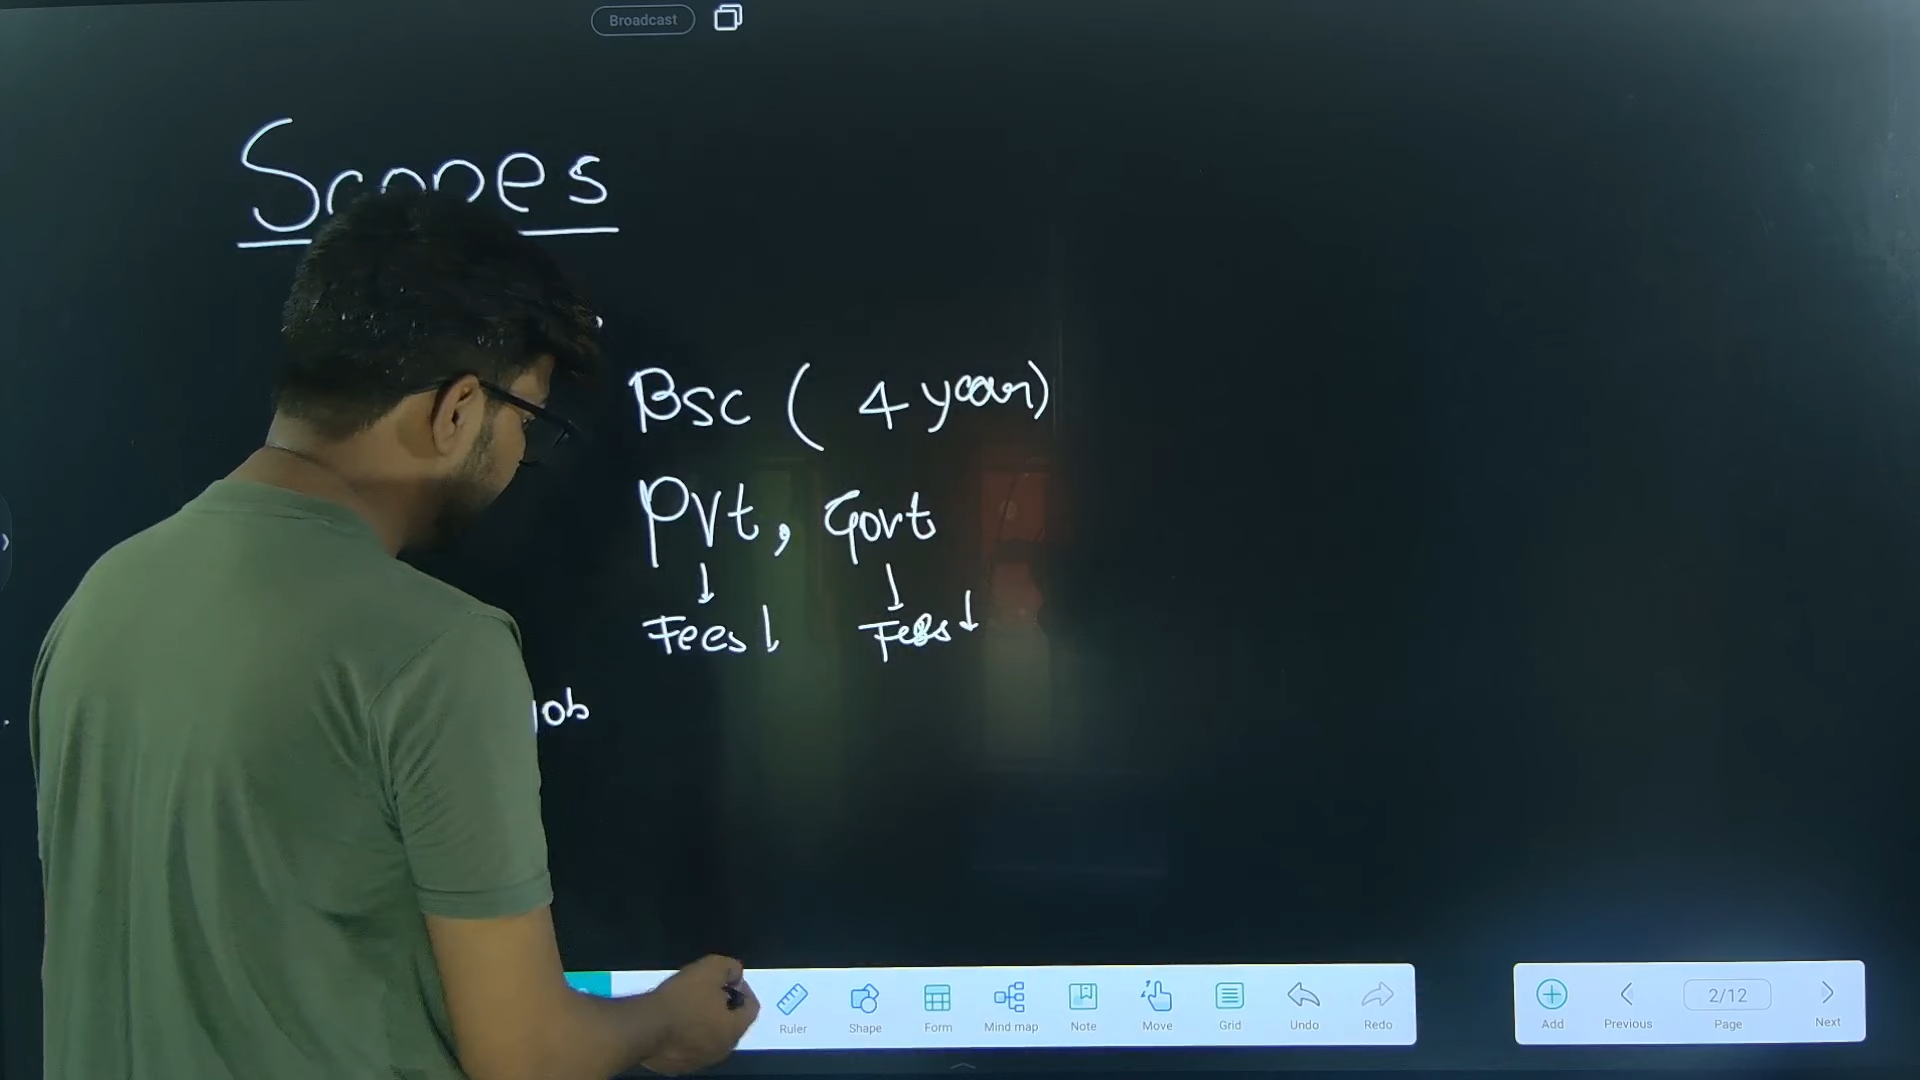 Broadcast
Scopes
BSC ( 4 year)
Pvt, Govt
↓ ↓
Fees ↓ Fees ↓
Job
Ruler Shape Form Mind map Note Move Grid Undo Redo
Add Previous 2/12 Page Next